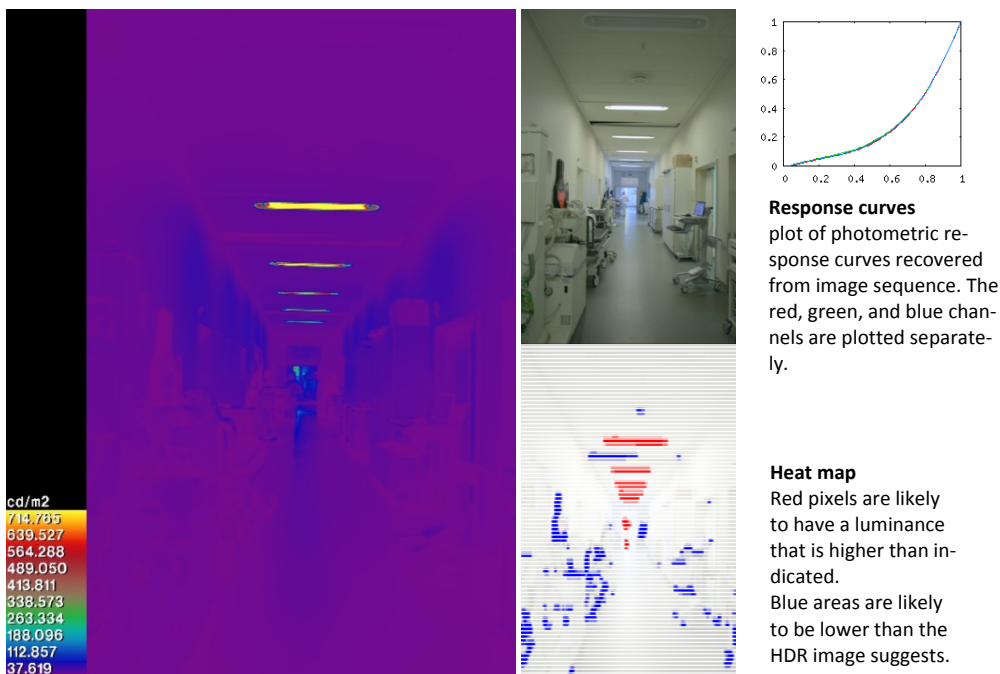 cd/m2
714.765
639.527
564.288
489.050
413.811
338.573
263.334
188.096
112.857
37.619
1
0.8
0.6
0.4
0.2
0
0 0.2 0.4 0.6 0.8 1
Response curves
plot of photometric re-
sponse curves recovered
from image sequence. The
red, green, and blue chan-
nels are plotted separate-
ly.
Heat map
Red pixels are likely
to have a luminance
that is higher than in-
dicated.
Blue areas are likely
to be lower than the
HDR image suggests.